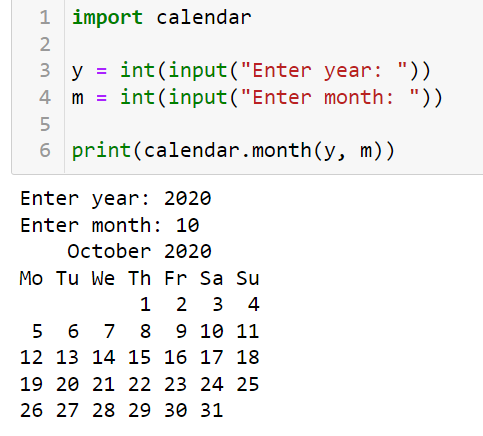 1 import calendar
2
3 y = int(input("Enter year: "))
4 m = int(input("Enter month: "))
5
6 print(calendar.month(y, m))
Enter year: 2020
Enter month: 10
    October 2020
Mo Tu We Th Fr Sa Su
          1  2  3  4
 5  6  7  8  9 10 11
12 13 14 15 16 17 18
19 20 21 22 23 24 25
26 27 28 29 30 31